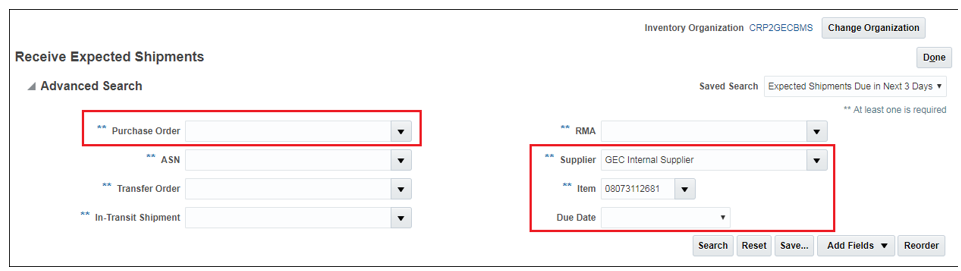 Inventory Organization CRP2GECBMS Change Organization
Receive Expected Shipments
Done
Advanced Search
Saved Search Expected Shipments Due in Next 3 Days
** At least one is required
** Purchase Order
** RMA
** ASN
** Supplier GEC Internal Supplier
** Transfer Order
** Item 08073112681
** In-Transit Shipment
Due Date
Search Reset Save... Add Fields Reorder